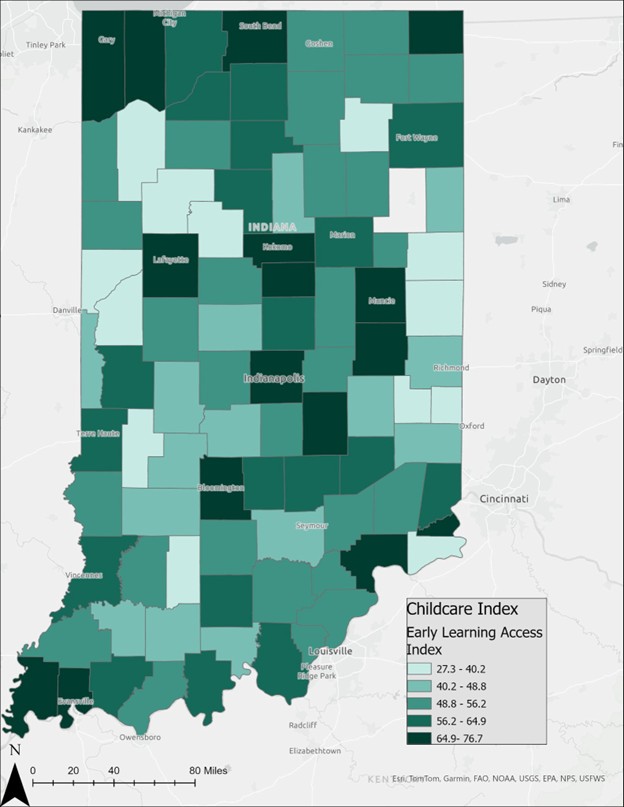 Michigan
City
South Bend
Gary
Tinley Park
Goshen
Kankakee
Fort Wayne
Lima
INDIANA
Marion
Kokomo
Lafayette
Sidney
Danville
Muncie
Piqua
Springfield
Richmond
Indianapolis
Dayton
Oxford
Terre Haute
Bloomington
Cincinnati
Seymour
Vincennes
Childcare Index
Early Learning Access
Index
27.3 - 40.2
40.2 - 48.8
48.8 - 56.2
56.2 - 64.9
64.9- 76.7
Louisville
Pleasure
Ridge Park
Evansville
Radcliff
Owensboro
Elizabethtown
N
0 20 40 80 Miles
Esri, TomTom, Garmin, FAO, NOAA, USGS, EPA, NPS, USFWS